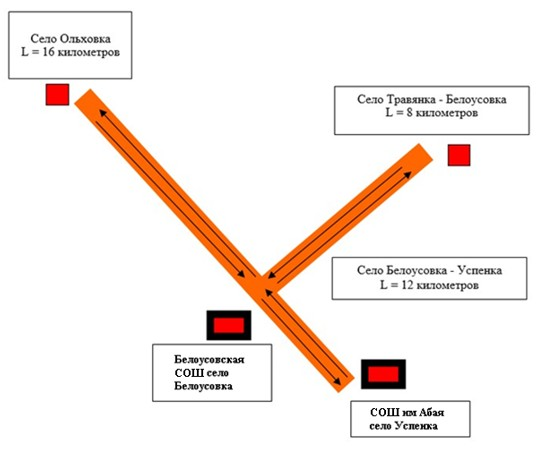 Село Ольховка
L = 16 километров
Село Травянка - Белоусовка
L = 8 километров
Село Белоусовка - Успенка
L = 12 километров
Белоусовская
СОШ село
Белоусовка
СОШ им Абая
село Успенка